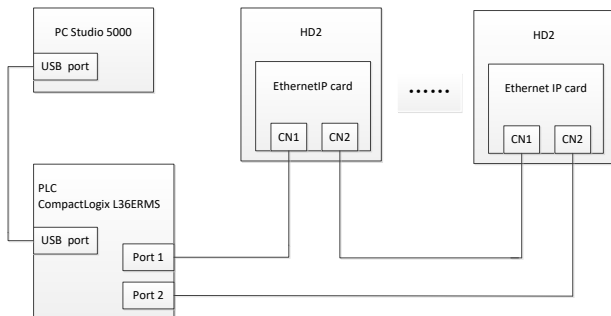 PC Studio 5000
USB port
PLC
CompactLogix L36ERMS
USB port
Port 1
Port 2
HD2
EthernetIP card
CN1
CN2
......
HD2
Ethernet IP card
CN1
CN2